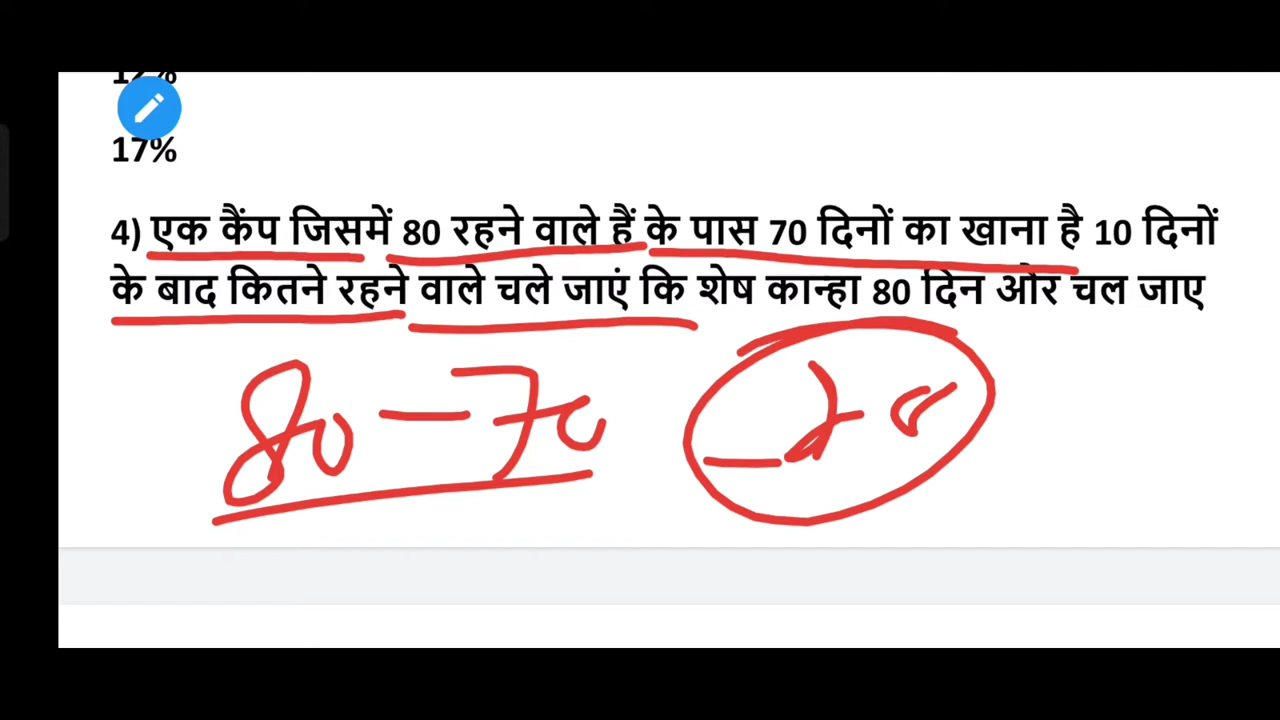 17%
4) एक कैंप जिसमें 80 रहने वाले हैं के पास 70 दिनों का खाना है 10 दिनों
के बाद कितने रहने वाले चले जाएं कि शेष कान्हा 80 दिन और चल जाए
80 — 70